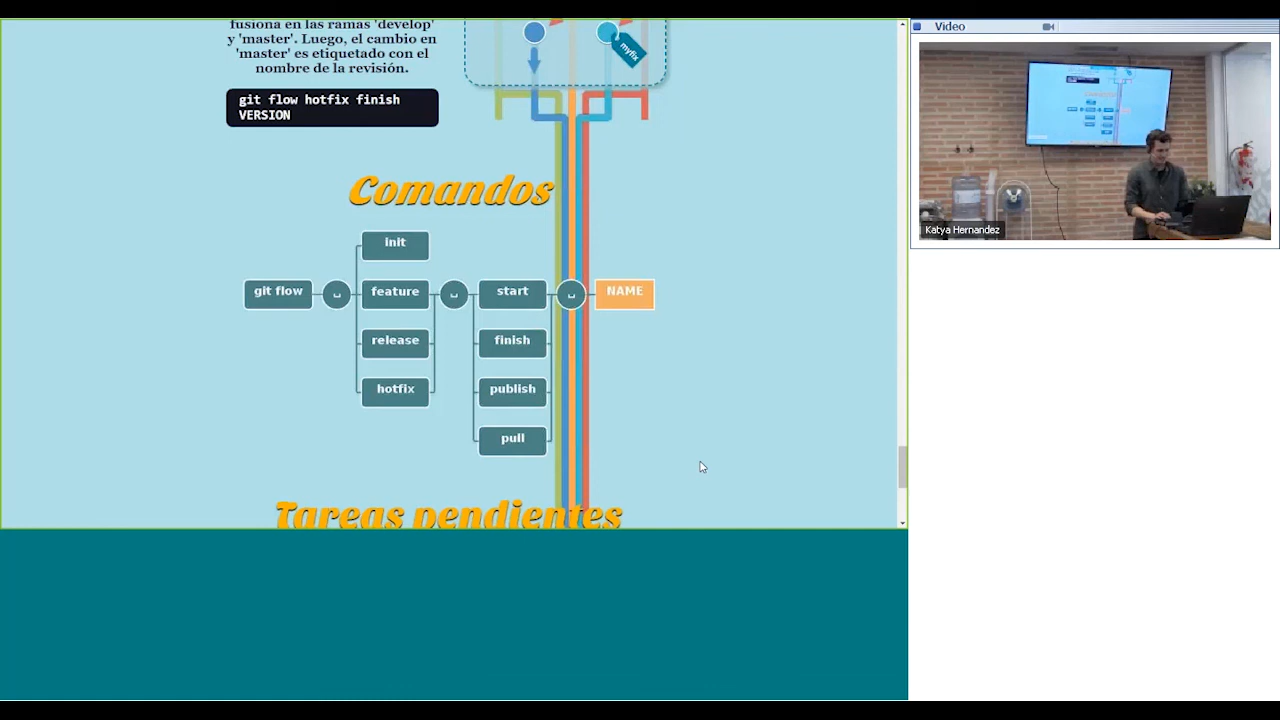 fusiona en las ramas 'develop'
y 'master'. Luego, el cambio en
'master' es etiquetado con el
nombre de la revisión.
git flow hotfix finish
VERSION
myfix
Comandos
init
git flow
␣
feature
␣
start
␣
NAME
release
finish
hotfix
publish
pull
Tareas pendientes
Video
Katya Hernandez